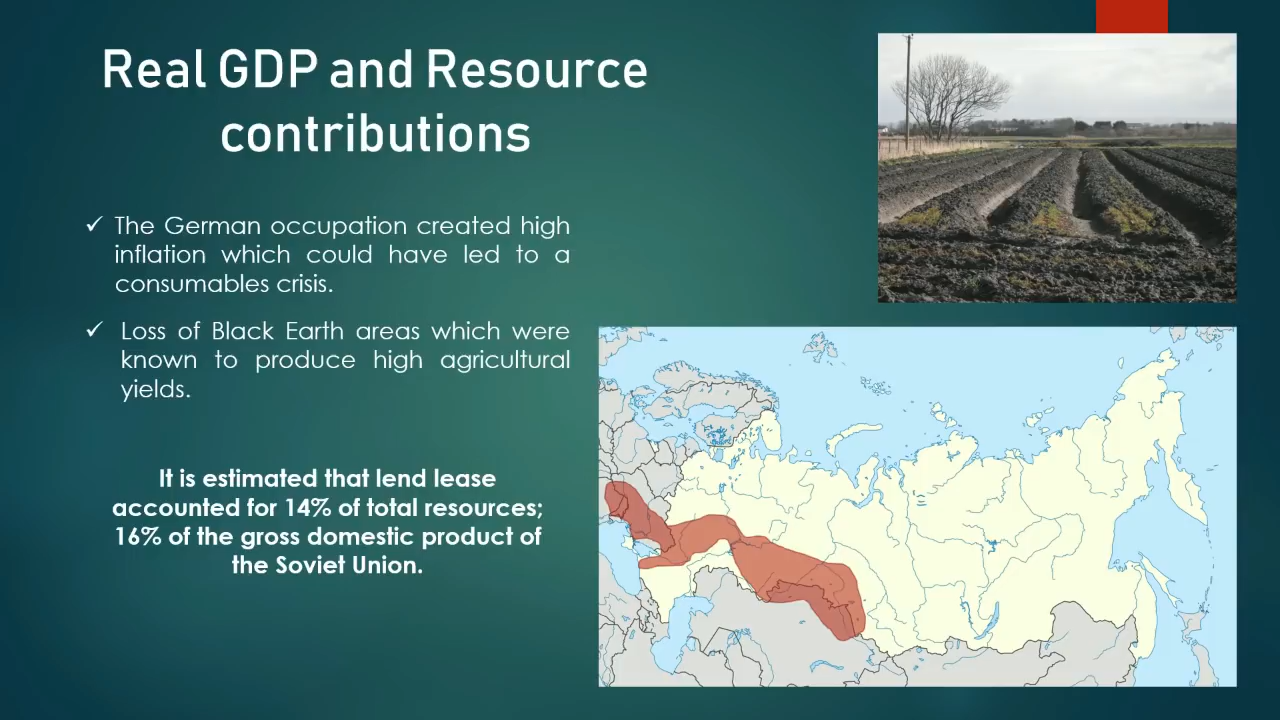 Real GDP and Resource
contributions
✓ The German occupation created high
inflation which could have led to a
consumables crisis.
✓ Loss of Black Earth areas which were
known to produce high agricultural
yields.
It is estimated that lend lease
accounted for 14% of total resources;
16% of the gross domestic product of
the Soviet Union.